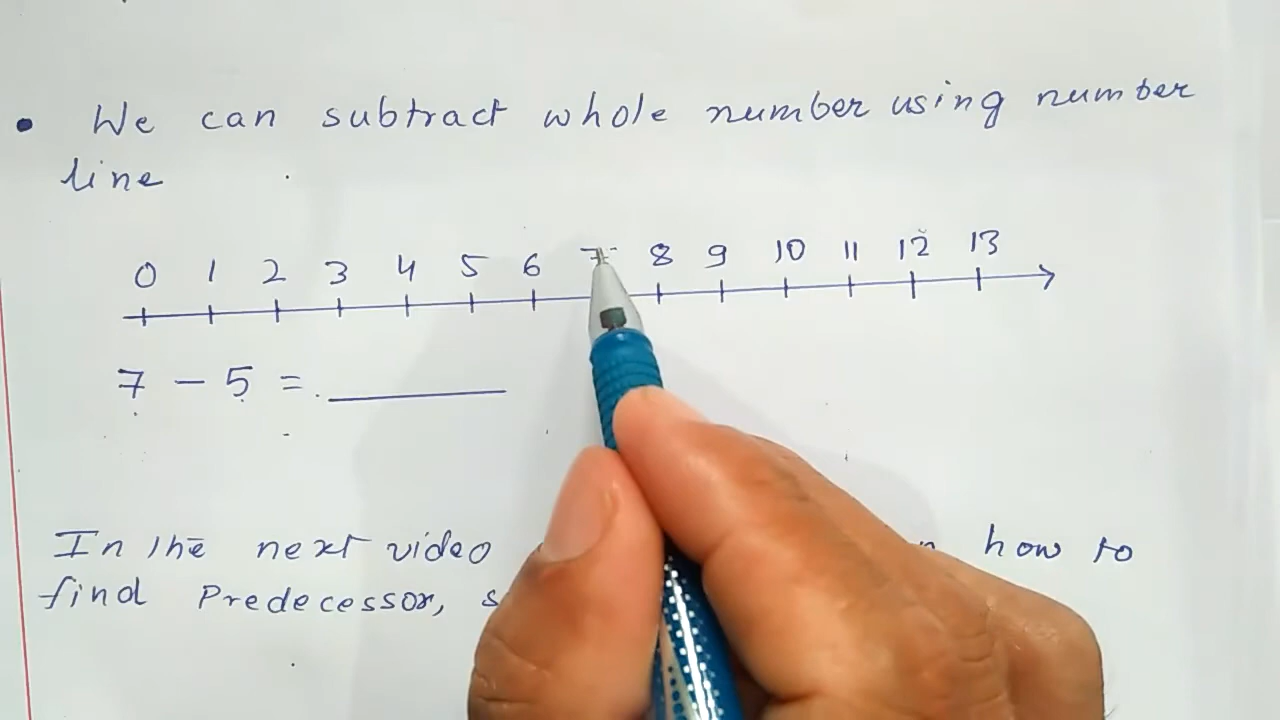 • We can subtract whole number using number
line
0 1 2 3 4 5 6 7 8 9 10 11 12 13
7 - 5 =
In the next video how to
find Predecessor,